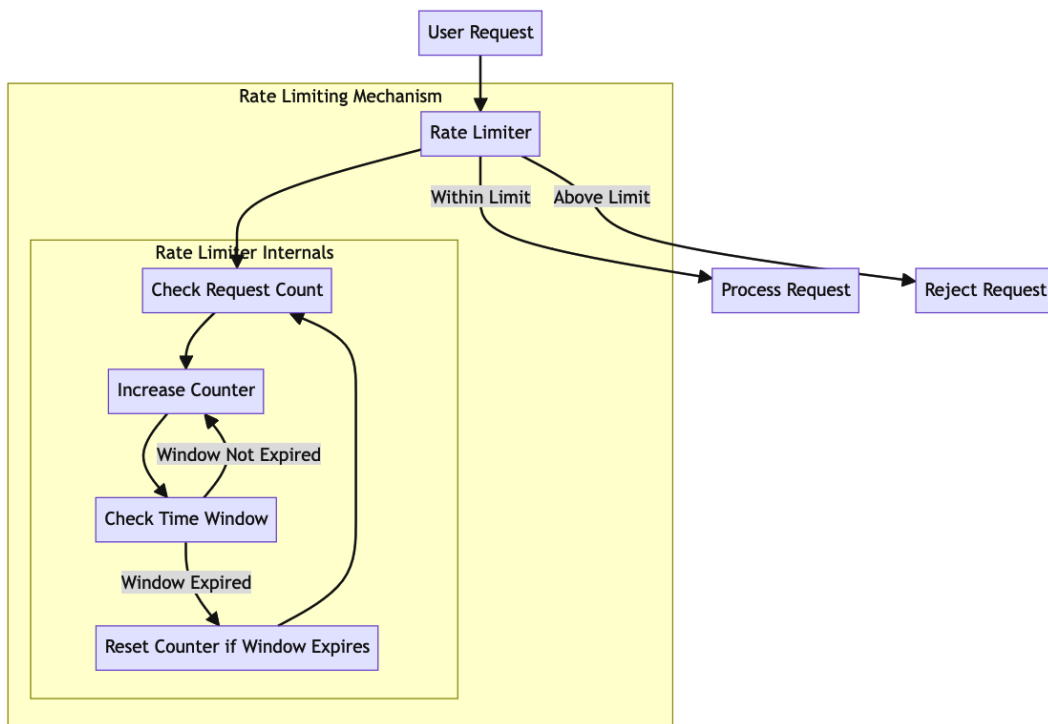 User Request
Rate Limiting Mechanism
Rate Limiter
Within Limit
Above Limit
Rate Limiter Internals
Check Request Count
Process Request
Reject Request
Increase Counter
Window Not Expired
Check Time Window
Window Expired
Reset Counter if Window Expires